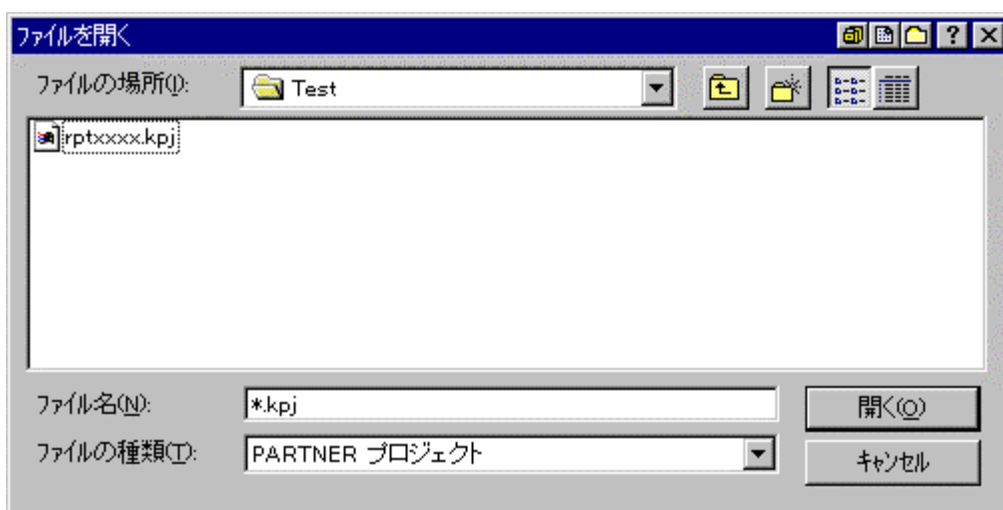 ファイルを開く
ファイルの場所(I):
Test
rptxxxx.kpj
ファイル名(N):
*.kpj
開く(O)
ファイルの種類(T):
PARTNER プロジェクト
キャンセル